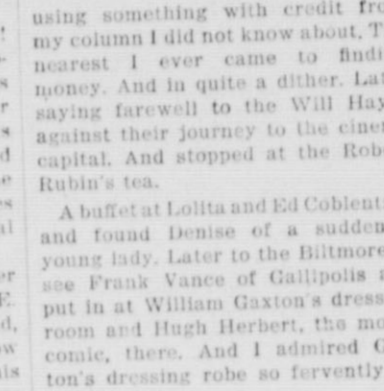 using something with credit fro
my column I did not know about. T
nearest I ever came to findi
money. And in quite a dither. Lat
saying farewell to the Will Hay
against their journey to the cine
capital. And stopped at the Rob
Rubin's tea.
A buffet at Lolita and Ed Coblent
and found Denise of a sudden
young lady. Later to the Biltmore
see Frank Vance of Gallipolis a
put in at William Gaxton's dress
room and Hugh Herbert, the mo
comic, there. And I admired G
ton's dressing robe so fervently